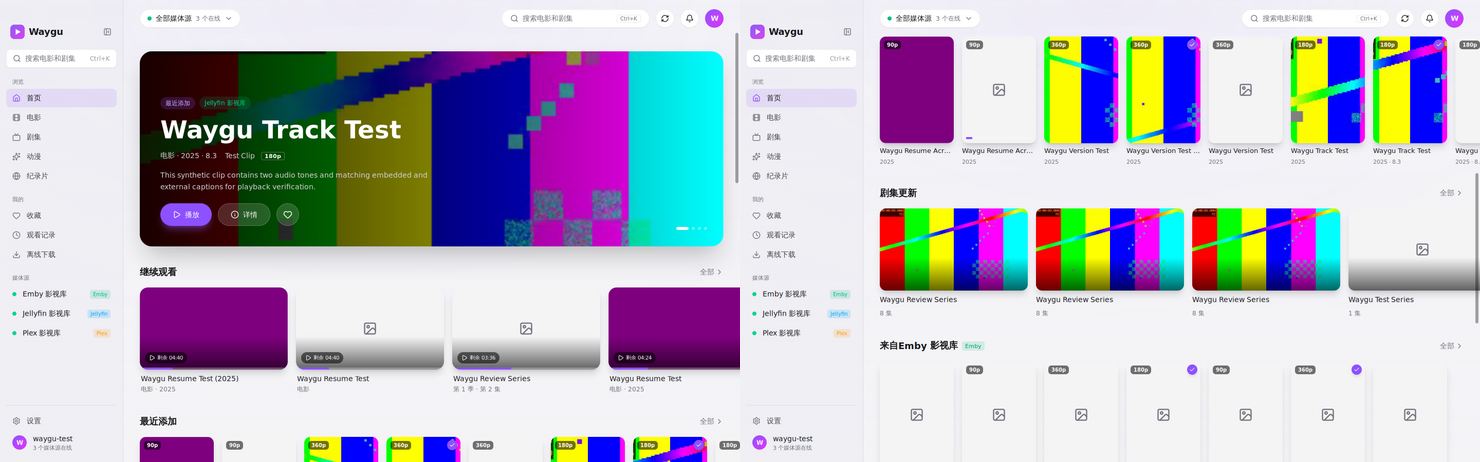 Waygu
搜索电影和剧集 Ctrl+K
浏览
首页
电影
剧集
动漫
纪录片
我的
收藏
观看记录
离线下载
媒体源
Emby 影视库 Emby
Jellyfin 影视库 Jellyfin
Plex 影视库 Plex
设置
W
waygu-test
3 个媒体源在线
全部媒体源 3 个在线
搜索电影和剧集 Ctrl+K
W
最近添加 Jellyfin 影视库
Waygu Track Test
电影 · 2025 · 8.3 Test Clip 180p
This synthetic clip contains two audio tones and matching embedded and
external captions for playback verification.
播放 详情
继续观看 全部
剩余 04:40 剩余 04:40 剩余 03:36 剩余 04:24
Waygu Resume Test (2025) Waygu Resume Test Waygu Review Series Waygu Resume Test
电影 · 2025 电影 第 1 季 · 第 2 集 电影 · 2025
最近添加 全部
90p 90p 360p 360p 360p 180p 180p 180p
Waygu
搜索电影和剧集 Ctrl+K
浏览
首页
电影
剧集
动漫
纪录片
我的
收藏
观看记录
离线下载
媒体源
Emby 影视库 Emby
Jellyfin 影视库 Jellyfin
Plex 影视库 Plex
设置
W
waygu-test
3 个媒体源在线
全部媒体源 3 个在线
搜索电影和剧集 Ctrl+K
W
90p 90p 360p 360p 360p 180p 180p 180p
Waygu Resume Acr... Waygu Resume Acr... Waygu Version Test Waygu Version Test ... Waygu Version Test Waygu Track Test Waygu Track Test Waygu
2025 2025 2025 2025 2025 2025 2025 · 8.3 2025 · 8.
剧集更新 全部
Waygu Review Series Waygu Review Series Waygu Review Series Waygu Test Series
8 集 8 集 8 集 1 集
来自Emby 影视库 Emby 全部
90p 360p 180p 90p 360p